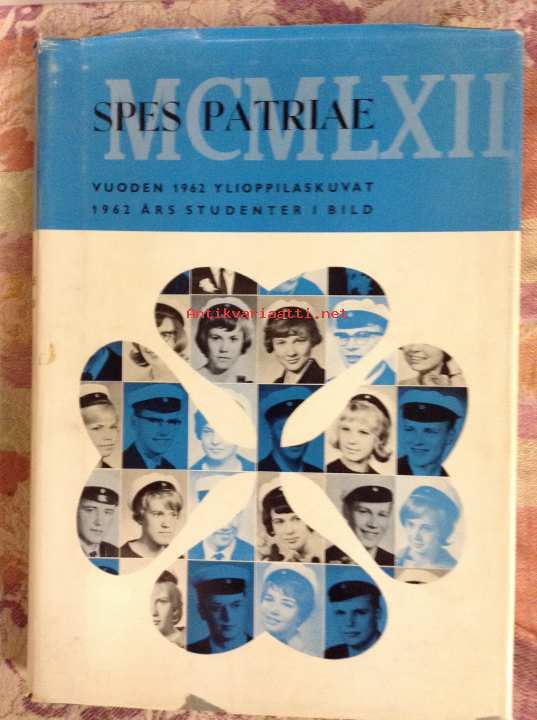 MCMLXII
SPES PATRIAE
VUODEN 1962 YLIOPPILASKUVAT
1962 ÅRS STUDENTER I BILD
Antikvariaatti.net